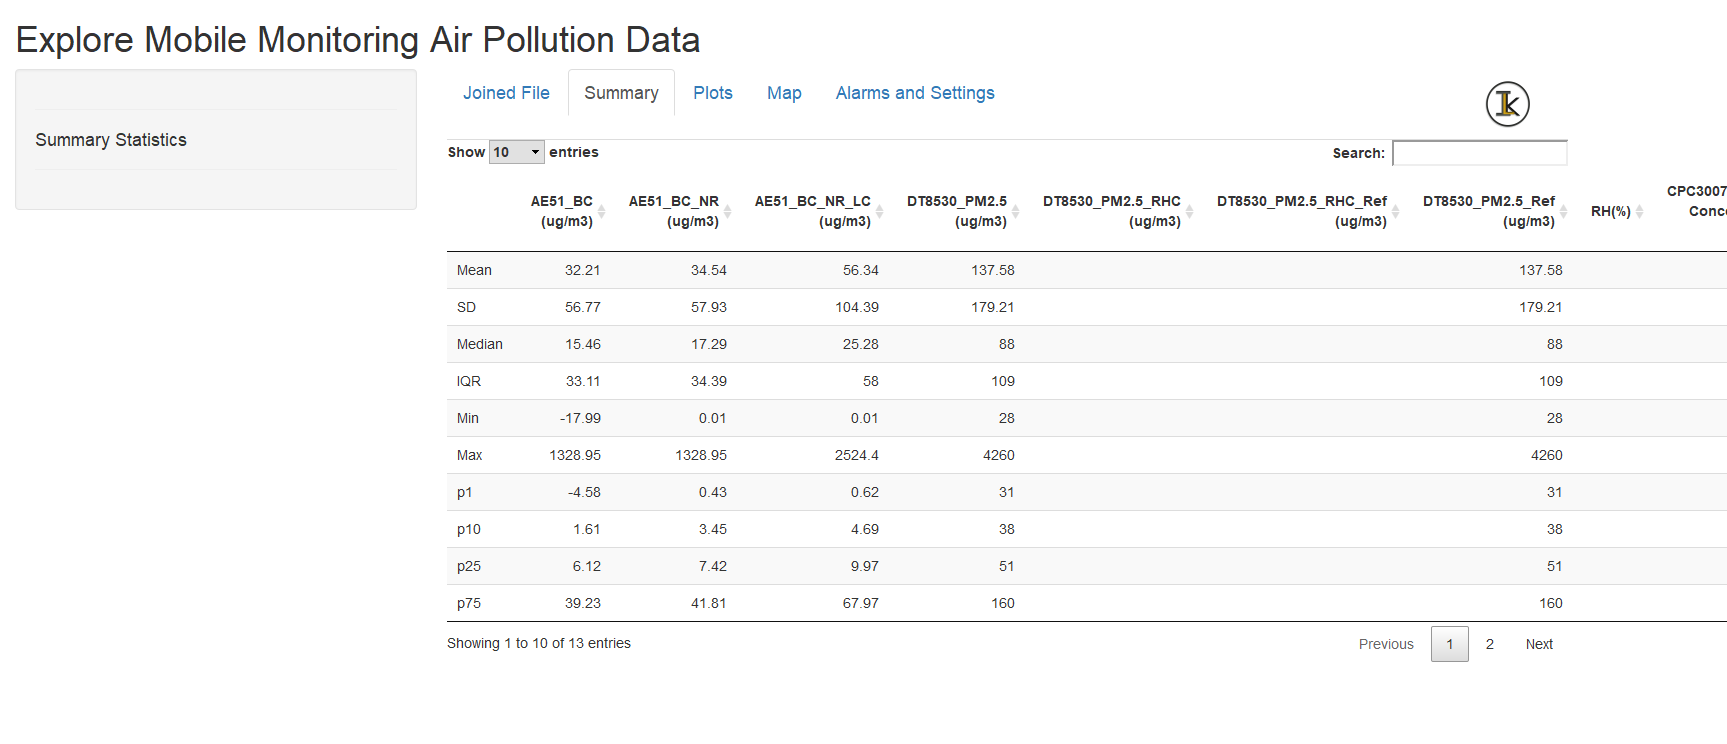 Explore Mobile Monitoring Air Pollution Data
Summary Statistics
Joined File Summary Plots Map Alarms and Settings
k
Show 10 entries Search:
AE51_BC (ug/m3) AE51_BC_NR (ug/m3) AE51_BC_NR_LC (ug/m3) DT8530_PM2.5 (ug/m3) DT8530_PM2.5_RHC (ug/m3) DT8530_PM2.5_RHC_Ref (ug/m3) DT8530_PM2.5_Ref (ug/m3) RH(%) CPC3007 Conc
Mean 32.21 34.54 56.34 137.58 137.58
SD 56.77 57.93 104.39 179.21 179.21
Median 15.46 17.29 25.28 88 88
IQR 33.11 34.39 58 109 109
Min -17.99 0.01 0.01 28 28
Max 1328.95 1328.95 2524.4 4260 4260
p1 -4.58 0.43 0.62 31 31
p10 1.61 3.45 4.69 38 38
p25 6.12 7.42 9.97 51 51
p75 39.23 41.81 67.97 160 160
Showing 1 to 10 of 13 entries Previous 1 2 Next